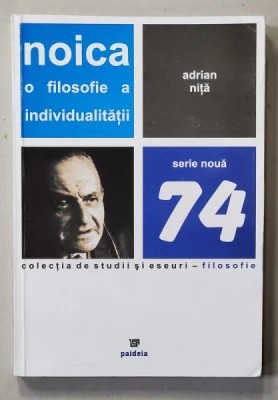 noica
o filosofie a
individualității
adrian
niță
serie nouă
74
colecția de studii și eseuri – filosofie
paideia